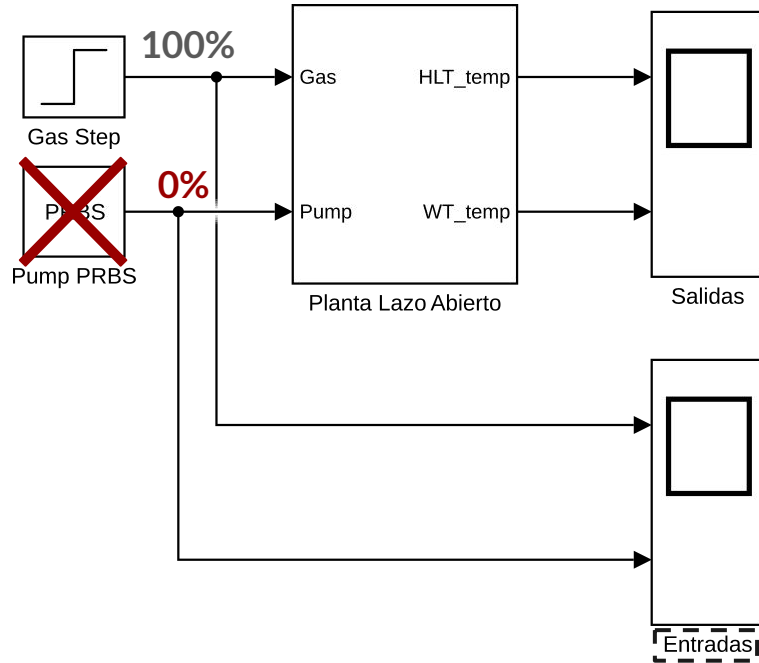 100%
Gas Step
0%
PRBS
Pump PRBS
Gas
HLT_temp
Pump
WT_temp
Planta Lazo Abierto
Salidas
Entradas